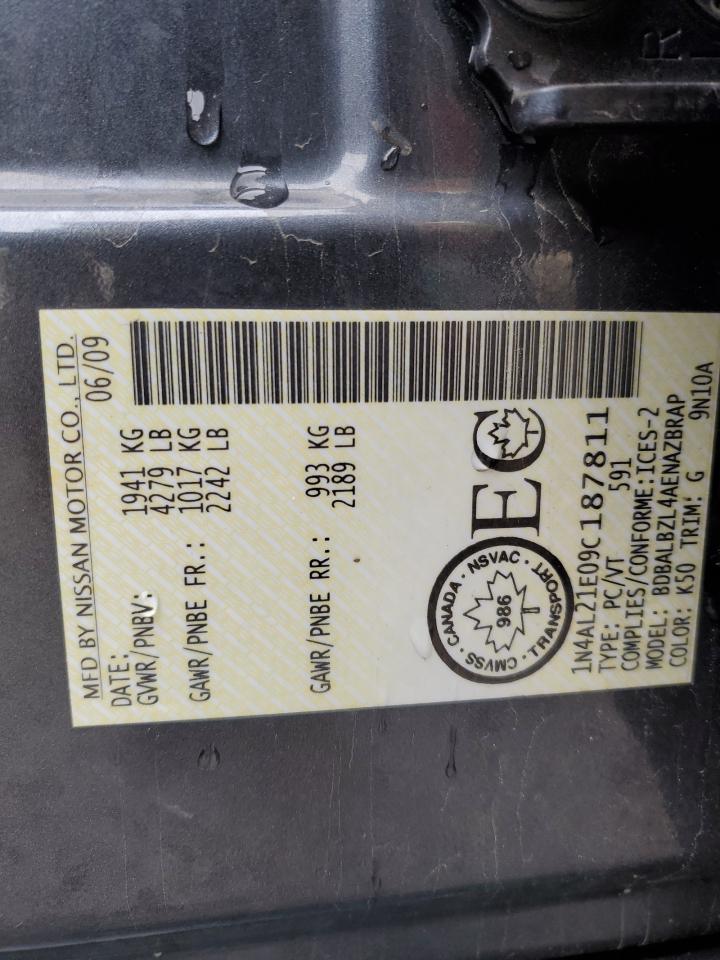 MFD BY NISSAN MOTOR CO., LTD.
DATE: 06/09
GVWR/PNBV: 1941 KG
4279 LB
GAWR/PNBE FR.: 1017 KG
2242 LB
GAWR/PNBE RR.: 993 KG
2189 LB
CANADA · NSVAC · TRANSPORT · CMVSS ·
986
EC
1N4AL21E09C187811
TYPE: PC/VT 591
COMPLIES/CONFORME:ICES-2
MODEL: BDBALBZL4AENAZBRAP
COLOR: K50 TRIM: G 9N10A